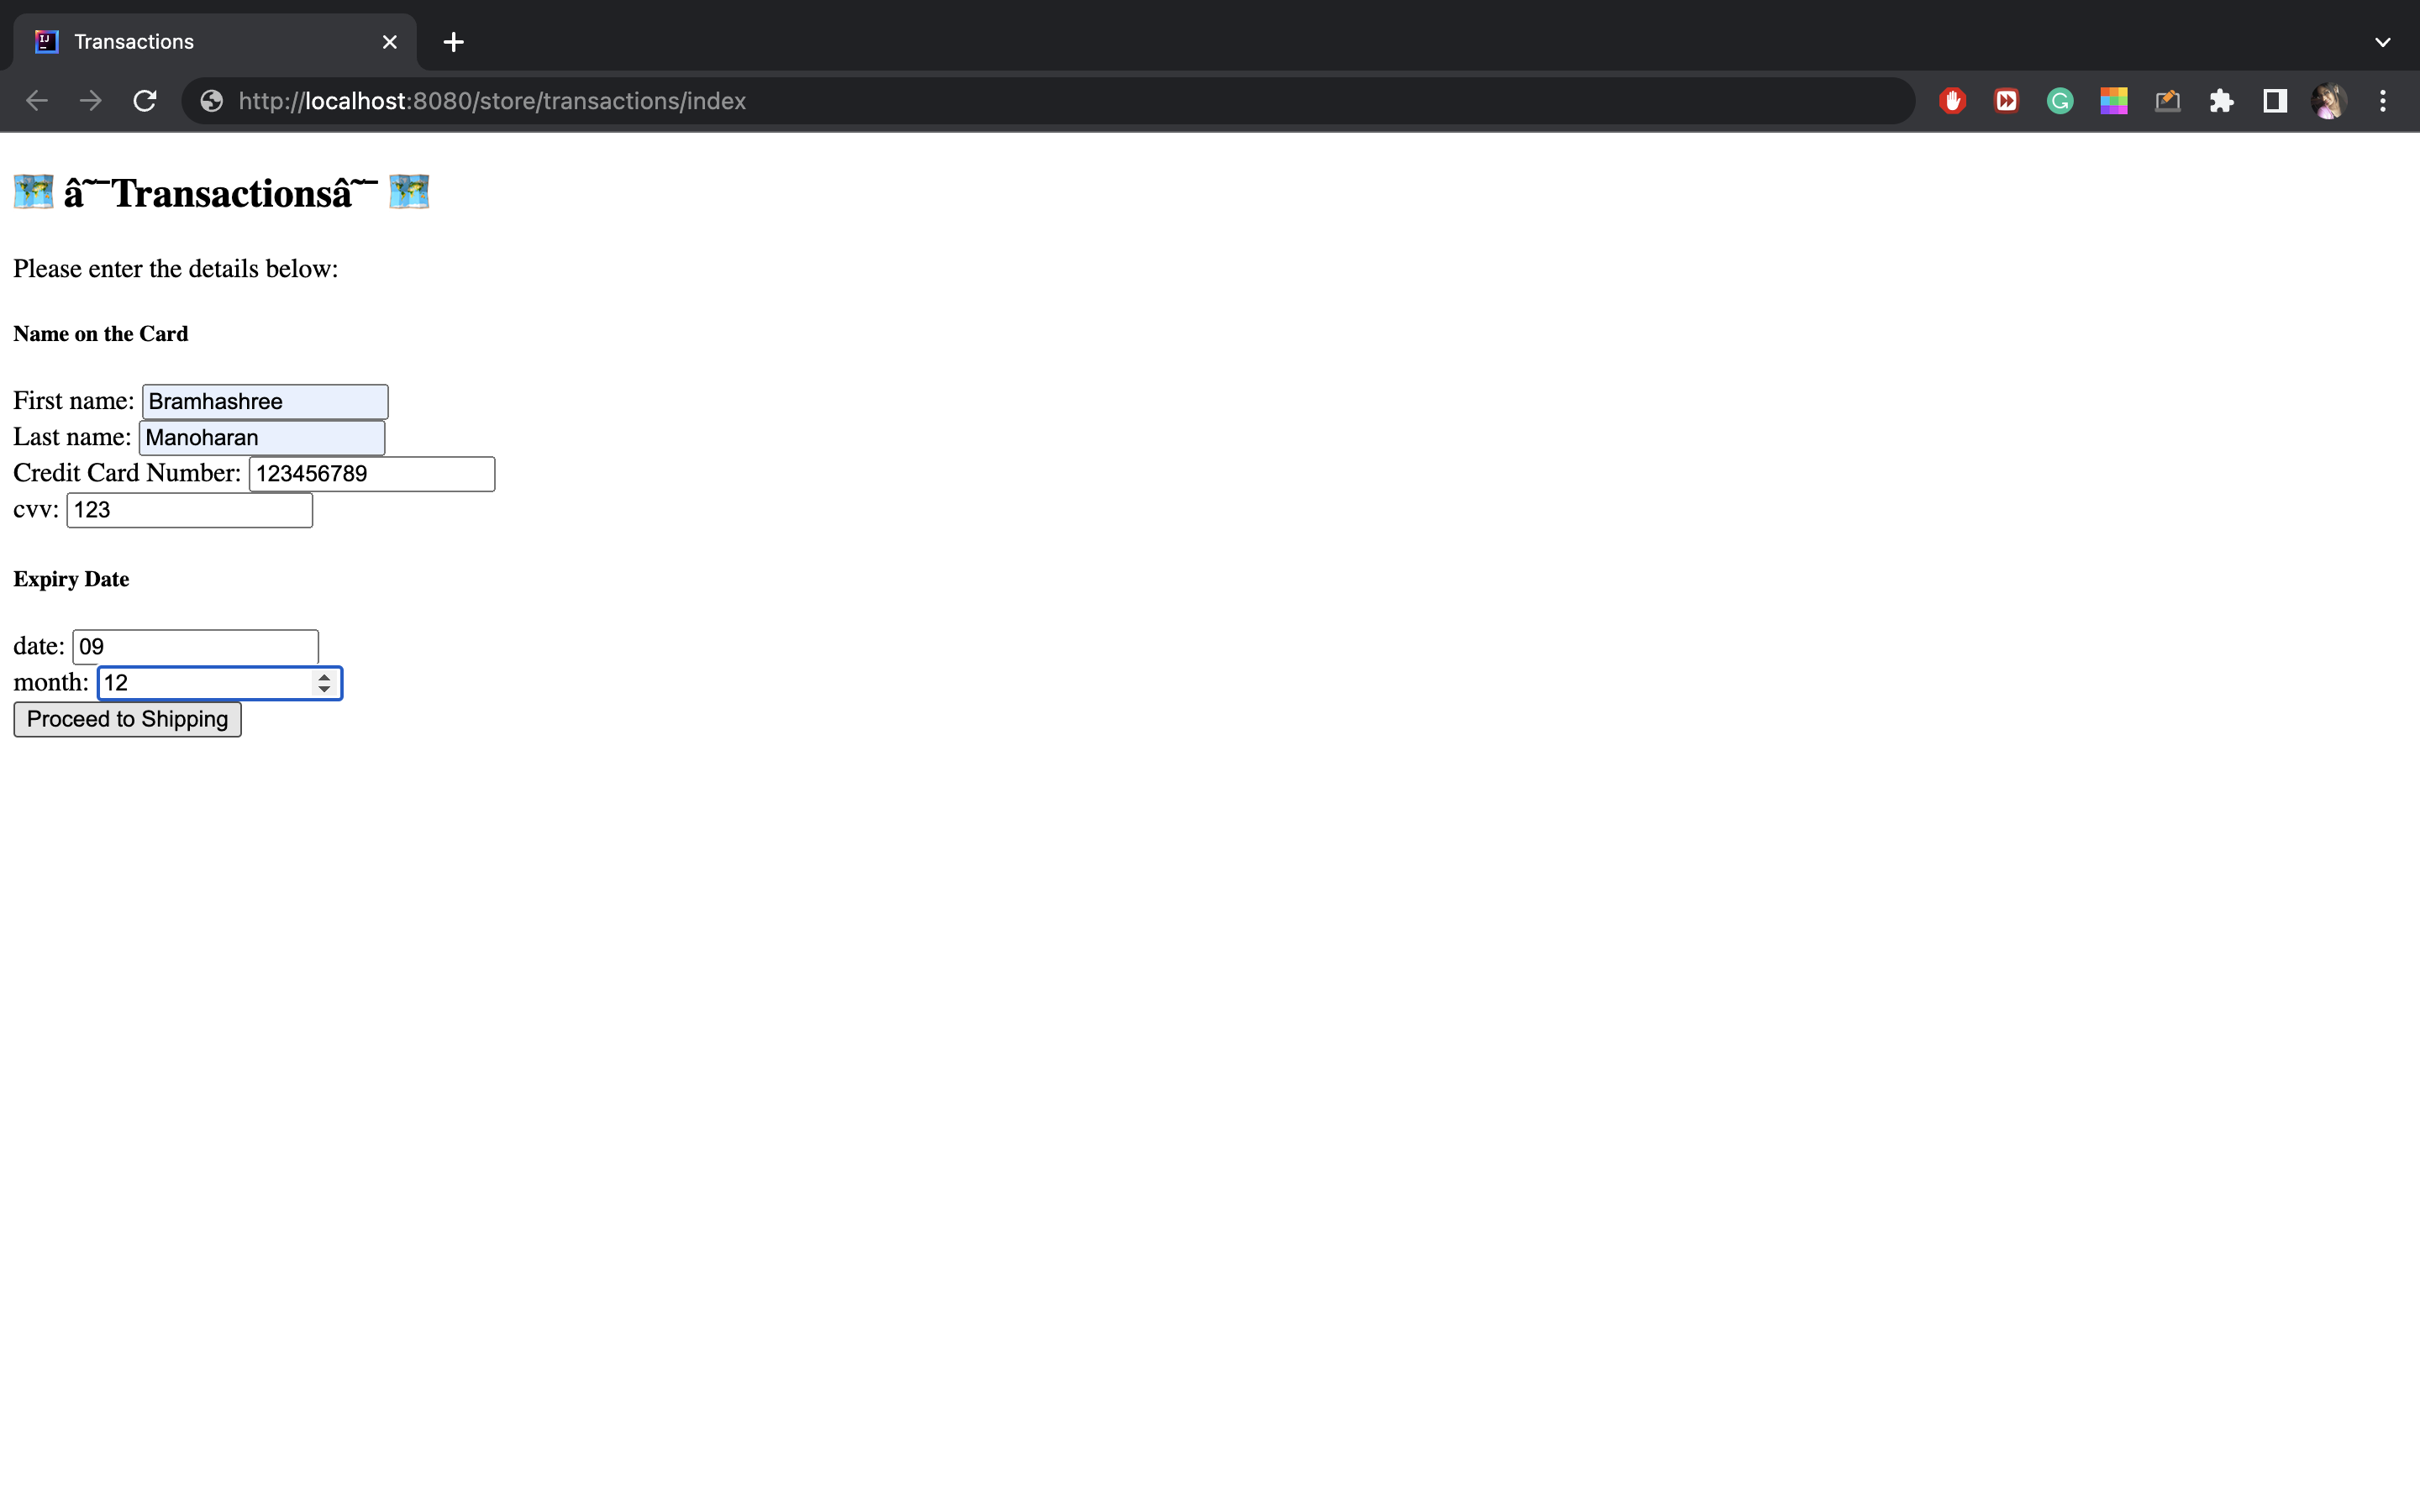 Transactions
http://localhost:8080/store/transactions/index
🗺️ â˜¯Transactionsâ˜¯ 🗺️
Please enter the details below:
Name on the Card
First name: Bramhashree
Last name: Manoharan
Credit Card Number: 123456789
cvv: 123
Expiry Date
date: 09
month: 12
Proceed to Shipping